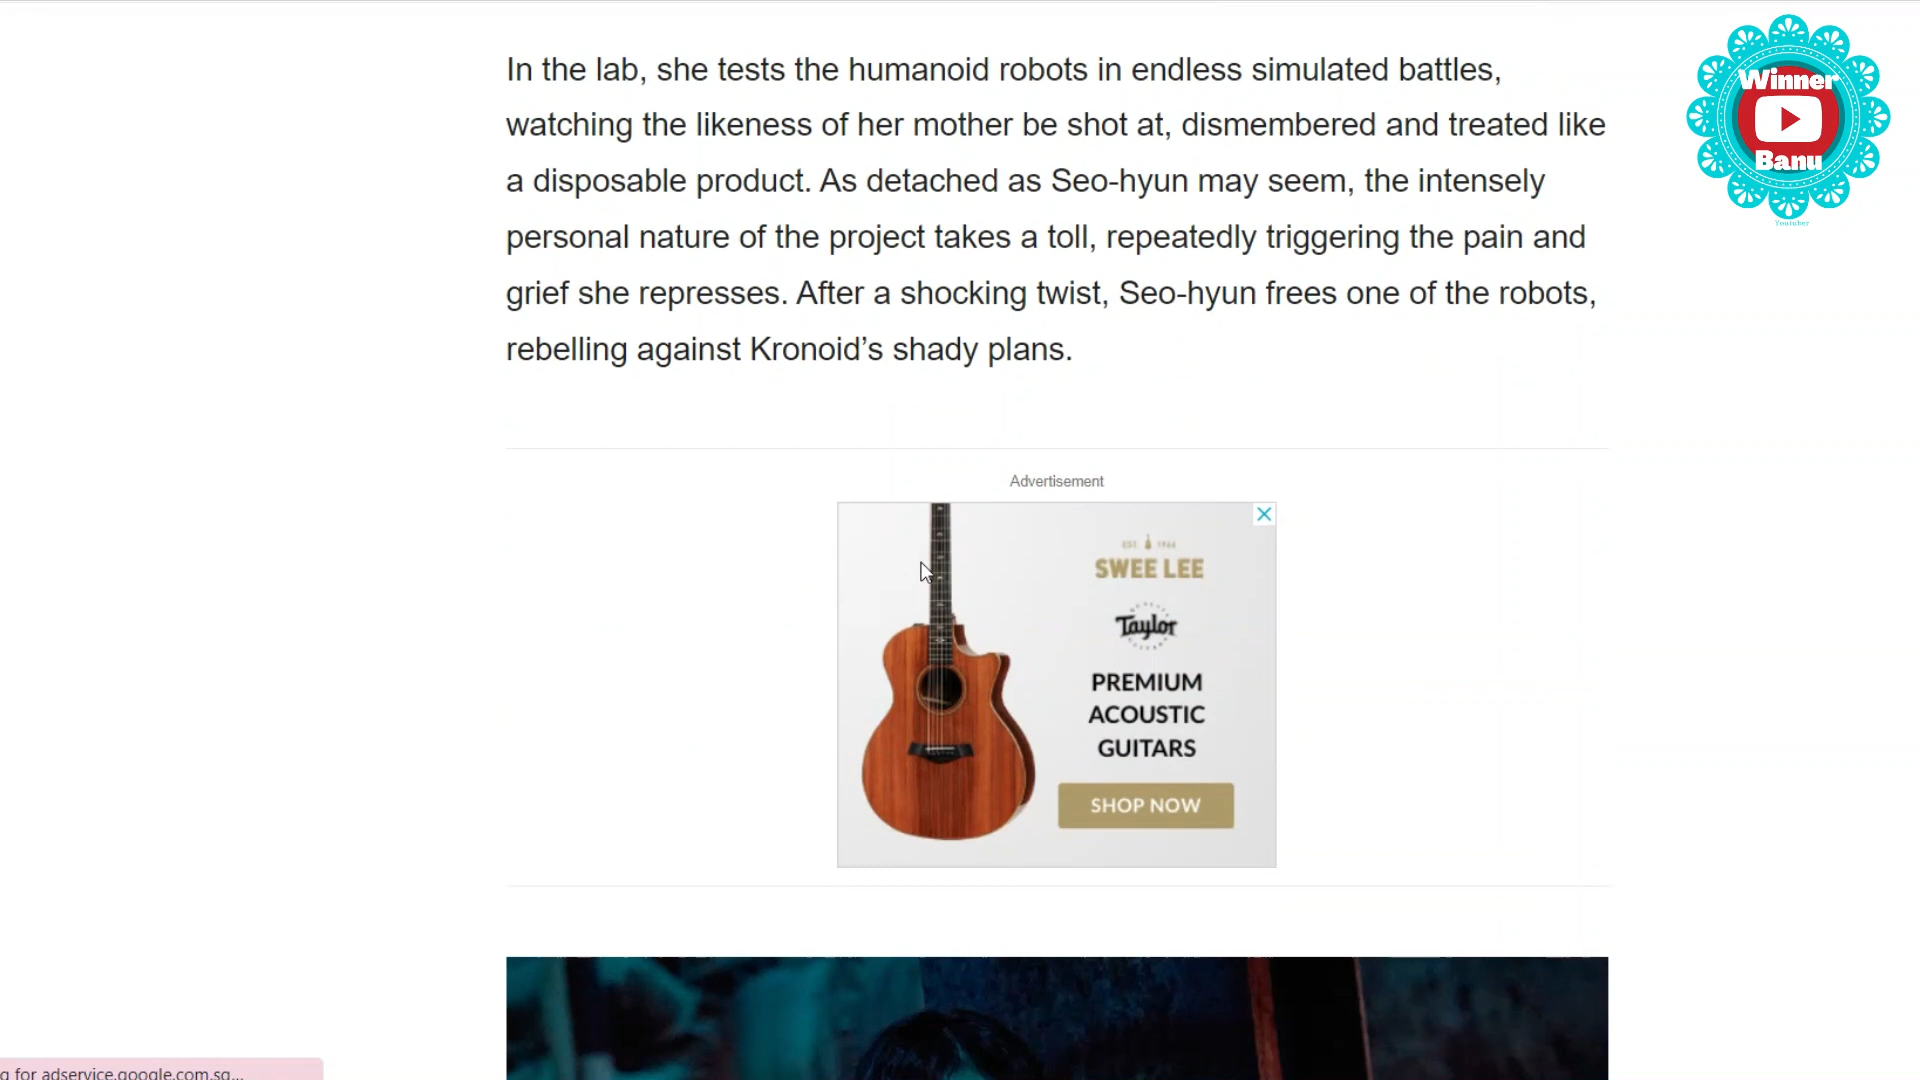 In the lab, she tests the humanoid robots in endless simulated battles,
watching the likeness of her mother be shot at, dismembered and treated like
a disposable product. As detached as Seo-hyun may seem, the intensely
personal nature of the project takes a toll, repeatedly triggering the pain and
grief she represses. After a shocking twist, Seo-hyun frees one of the robots,
rebelling against Kronoid’s shady plans.
Winner
Banu
Youtuber
Advertisement
EST. 1946
SWEE LEE
Taylor
PREMIUM
ACOUSTIC
GUITARS
SHOP NOW
g for adservice.google.com.sg...